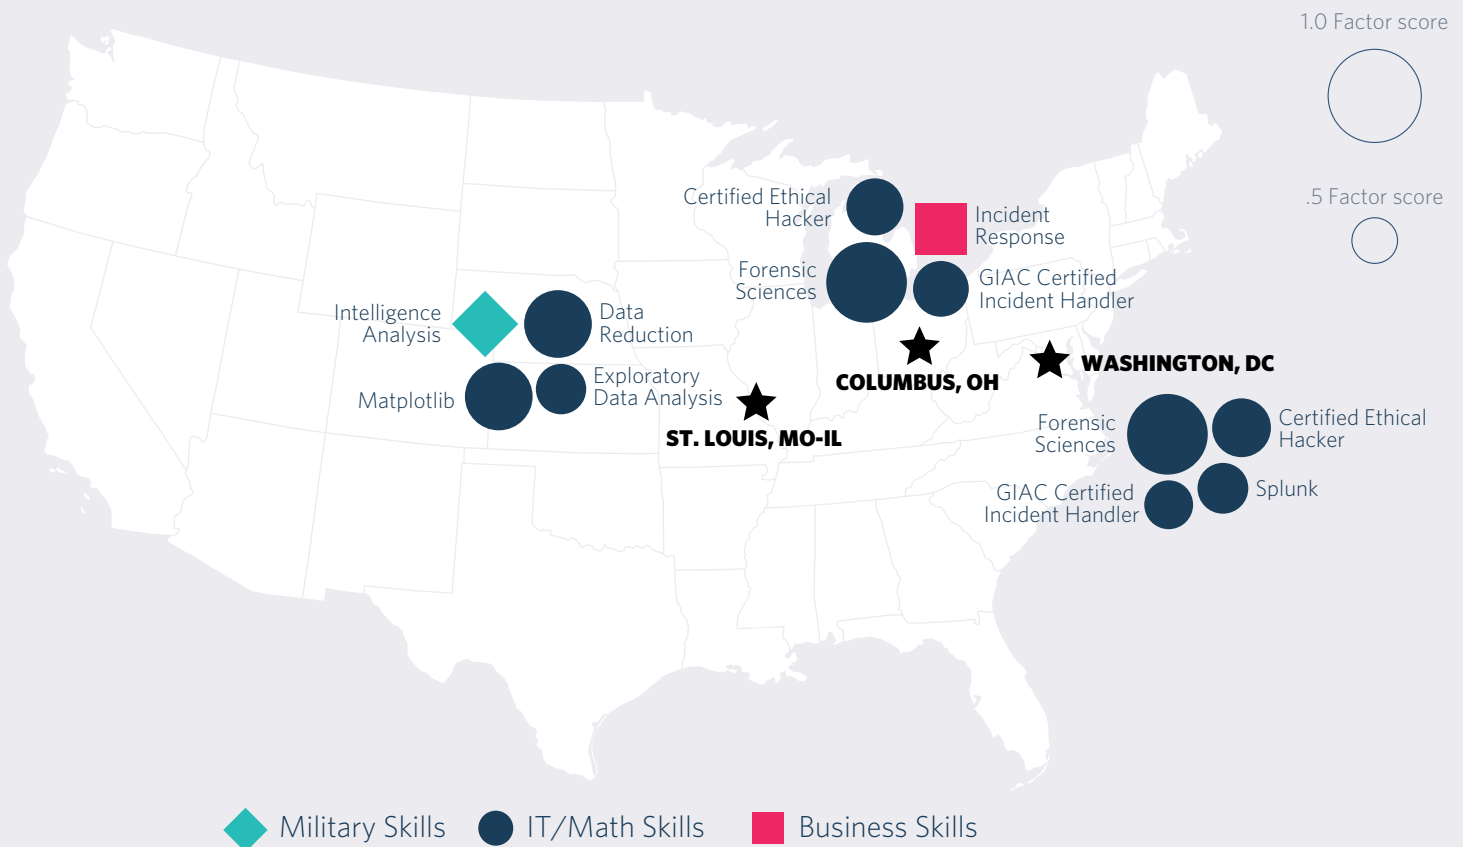 1.0 Factor score
.5 Factor score
Certified Ethical
Hacker
Incident
Response
Forensic
Sciences
GIAC Certified
Incident Handler
COLUMBUS, OH
Intelligence
Analysis
Data
Reduction
Matplotlib
Exploratory
Data Analysis
ST. LOUIS, MO-IL
WASHINGTON, DC
Forensic
Sciences
Certified Ethical
Hacker
GIAC Certified
Incident Handler
Splunk
Military Skills
IT/Math Skills
Business Skills